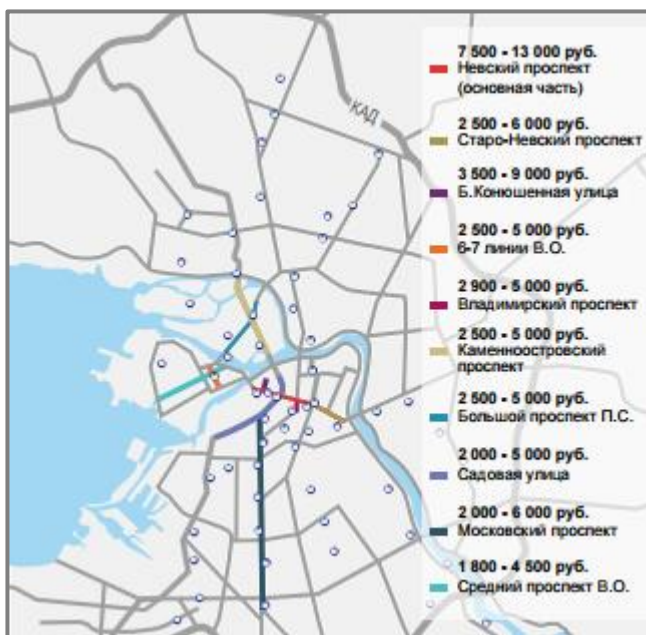 КАД
7 500 - 13 000 руб.
Невский проспект
(основная часть)
2 500 - 6 000 руб.
Старо-Невский проспект
3 500 - 9 000 руб.
Б.Конюшенная улица
2 500 - 5 000 руб.
6-7 линии В.О.
2 900 - 5 000 руб.
Владимирский проспект
2 500 - 5 000 руб.
Каменноостровский
проспект
2 500 - 5 000 руб.
Большой проспект П.С.
2 000 - 5 000 руб.
Садовая улица
2 000 - 6 000 руб.
Московский проспект
1 800 - 4 500 руб.
Средний проспект В.О.